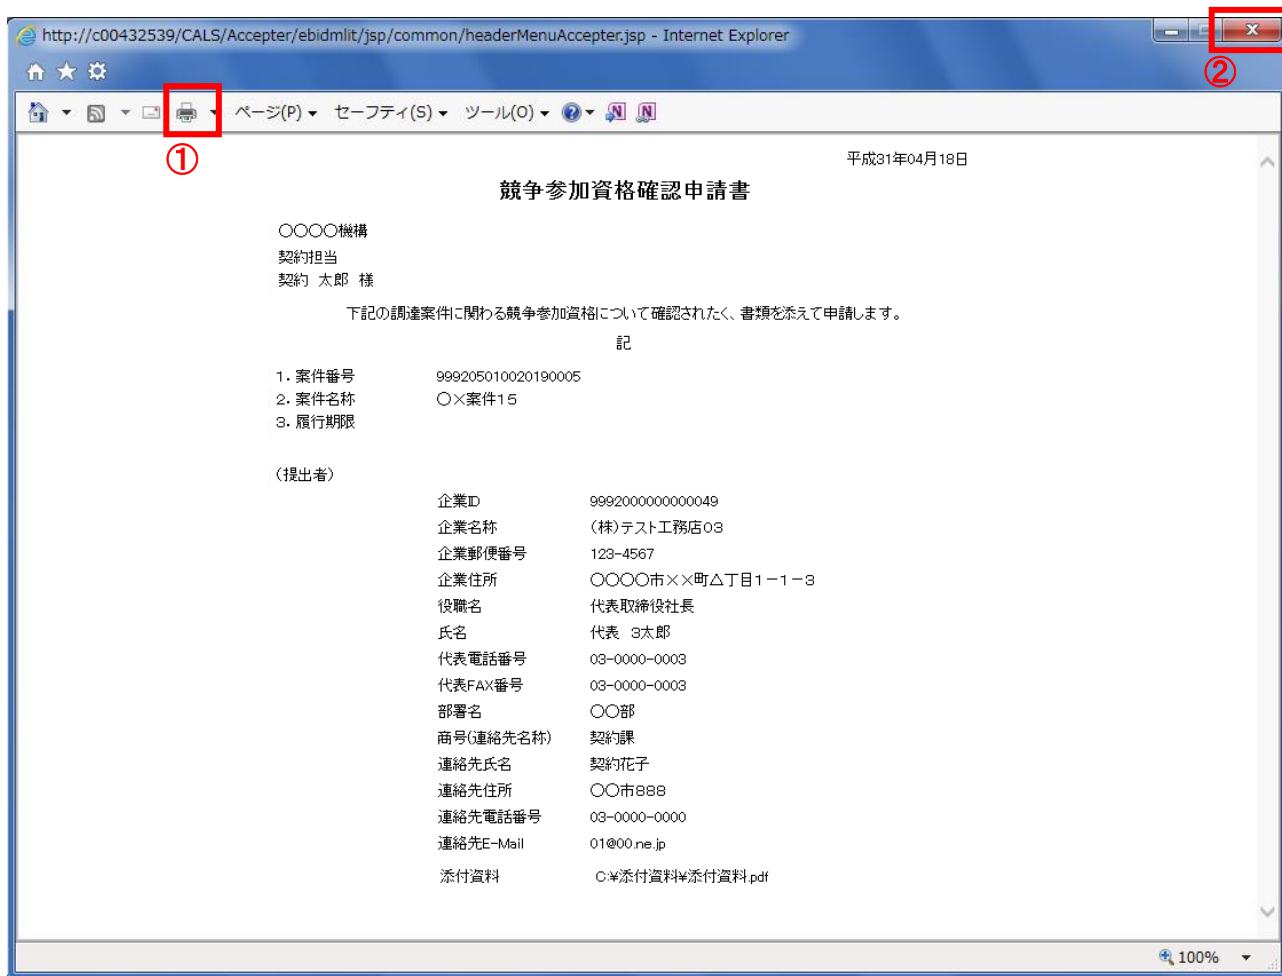 http://c00432539/CALS/Accepter/ebidmlit/jsp/common/headerMenuAccepter.jsp - Internet Explorer
②
ページ(P) セーフティ(S) ツール(O)
①
平成31年04月18日
競争参加資格確認申請書
〇〇〇〇機構
契約担当
契約 太郎 様
下記の調達案件に関わる競争参加資格について確認されたく、書類を添えて申請します。
記
1. 案件番号 999205010020190005
2. 案件名称 〇×案件15
3. 履行期限
(提出者)
企業ID 9992000000000049
企業名称 (株)テスト工務店03
企業郵便番号 123-4567
企業住所 〇〇〇〇市××町△丁目1-1-3
役職名 代表取締役社長
氏名 代表 3太郎
代表電話番号 03-0000-0003
代表FAX番号 03-0000-0003
部署名 〇〇部
商号(連絡先名称) 契約課
連絡先氏名 契約花子
連絡先住所 〇〇市888
連絡先電話番号 03-0000-0000
連絡先E-Mail 01@00.ne.jp
添付資料 C:¥添付資料¥添付資料.pdf
100%